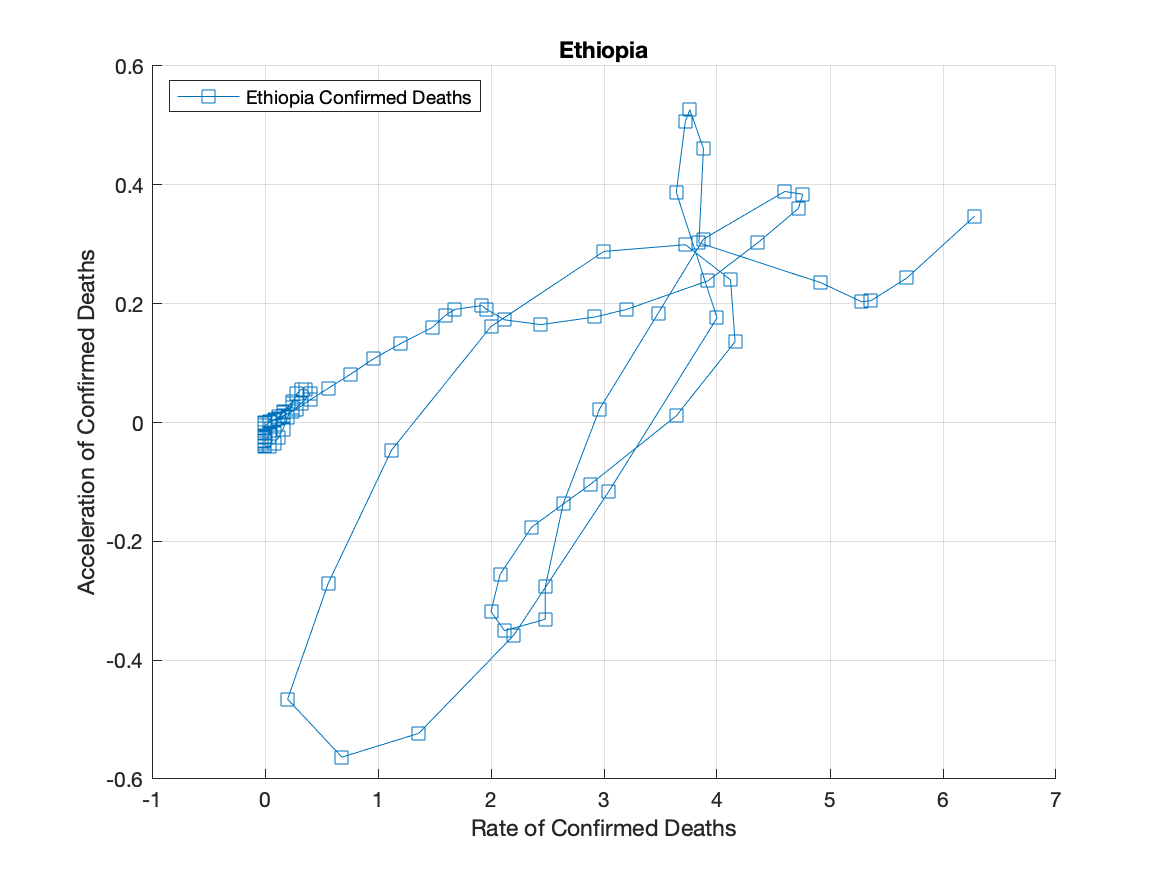 Ethiopia
Ethiopia Confirmed Deaths
0.6
0.4
0.2
0
-0.2
-0.4
-0.6
Acceleration of Confirmed Deaths
-1 0 1 2 3 4 5 6 7
Rate of Confirmed Deaths